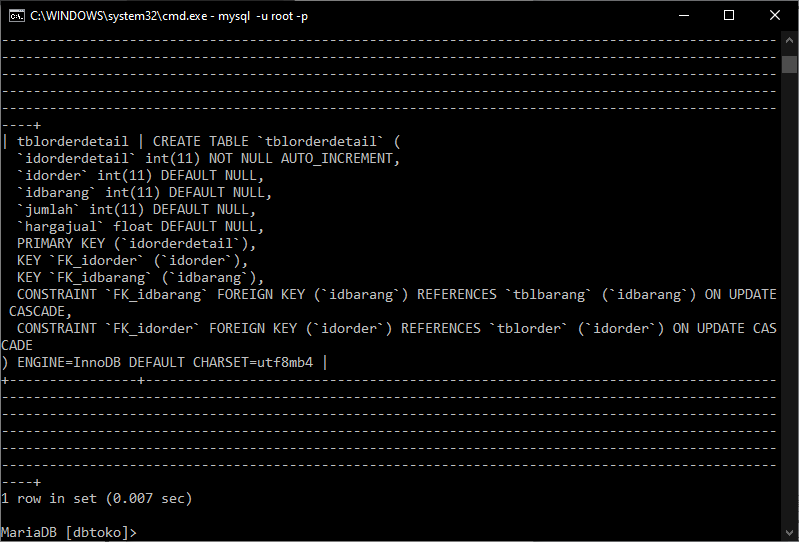 C:\WINDOWS\system32\cmd.exe - mysql  -u root -p
--------------------------------------------------------------------------------------------------
--------------------------------------------------------------------------------------------------
--------------------------------------------------------------------------------------------------
--------------------------------------------------------------------------------------------------
--------------------------------------------------------------------------------------------------
----+
| tblorderdetail | CREATE TABLE `tblorderdetail` (
  `idorderdetail` int(11) NOT NULL AUTO_INCREMENT,
  `idorder` int(11) DEFAULT NULL,
  `idbarang` int(11) DEFAULT NULL,
  `jumlah` int(11) DEFAULT NULL,
  `hargajual` float DEFAULT NULL,
  PRIMARY KEY (`idorderdetail`),
  KEY `FK_idorder` (`idorder`),
  KEY `FK_idbarang` (`idbarang`),
  CONSTRAINT `FK_idbarang` FOREIGN KEY (`idbarang`) REFERENCES `tblbarang` (`idbarang`) ON UPDATE
 CASCADE,
  CONSTRAINT `FK_idorder` FOREIGN KEY (`idorder`) REFERENCES `tblorder` (`idorder`) ON UPDATE CAS
CADE
) ENGINE=InnoDB DEFAULT CHARSET=utf8mb4 |
+----------------+-------------------------------------------------------------------------------
--------------------------------------------------------------------------------------------------
--------------------------------------------------------------------------------------------------
--------------------------------------------------------------------------------------------------
--------------------------------------------------------------------------------------------------
--------------------------------------------------------------------------------------------------
----+
1 row in set (0.007 sec)
MariaDB [dbtoko]>